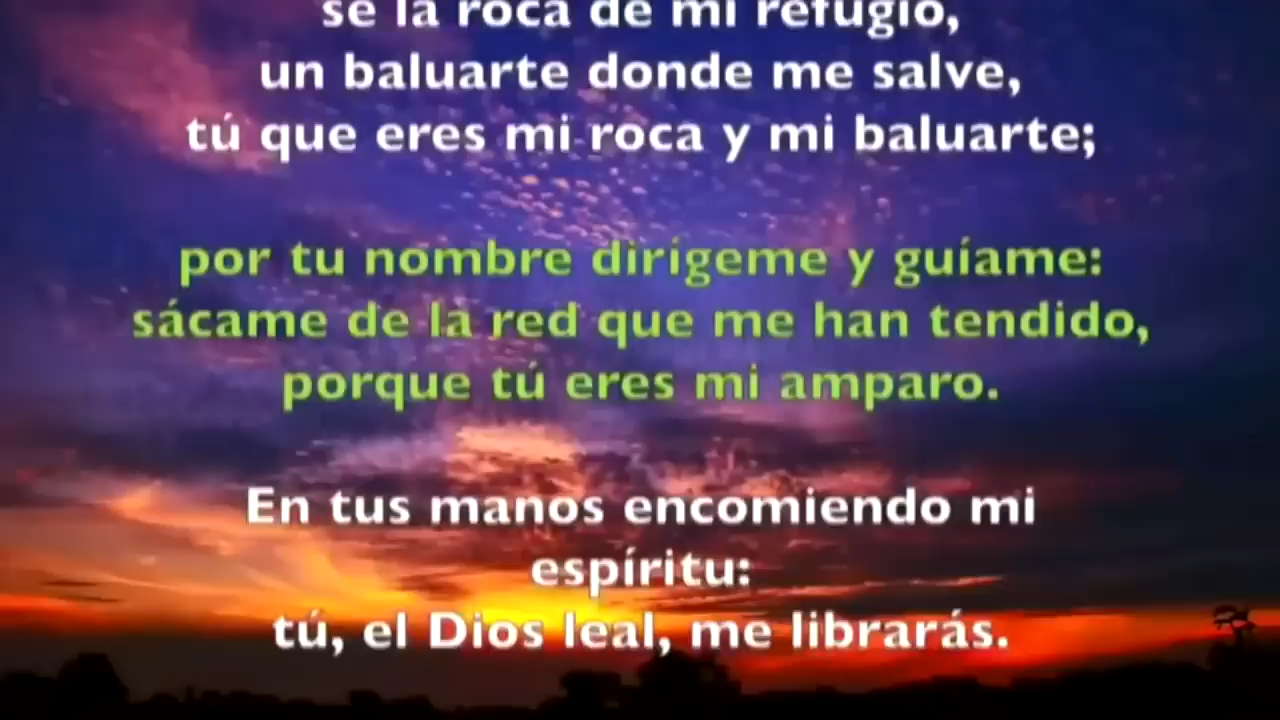 sé la roca de mi refugio,
un baluarte donde me salve,
tú que eres mi roca y mi baluarte;
por tu nombre dirígeme y guíame:
sácame de la red que me han tendido,
porque tú eres mi amparo.
En tus manos encomiendo mi
espíritu:
tú, el Dios leal, me librarás.